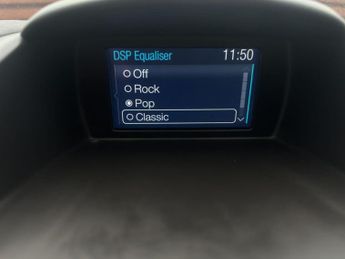 DSP Equaliser 11:50
Off
Rock
Pop
Classic